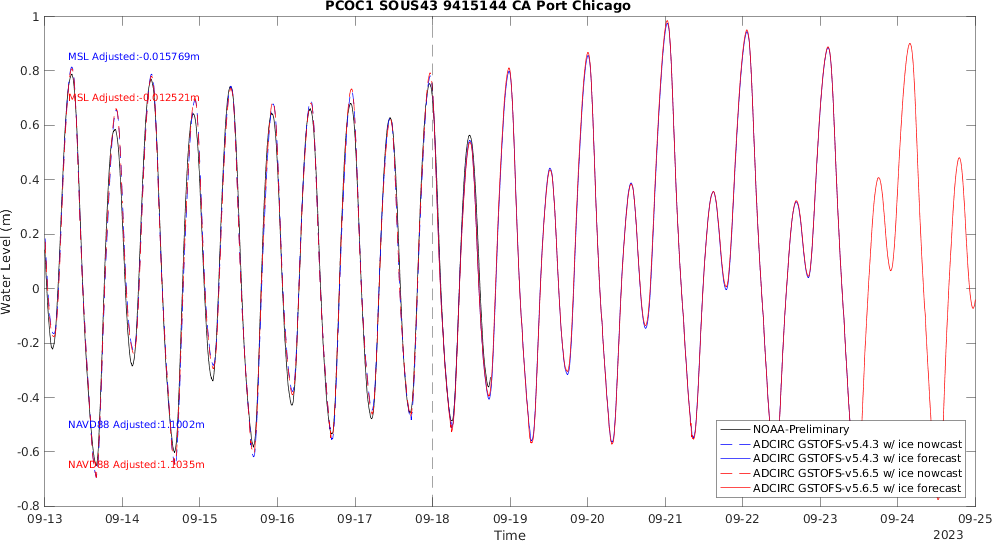 PCOC1 SOUS43 9415144 CA Port Chicago
1
0.8
0.6
0.4
0.2
0
-0.2
-0.4
-0.6
-0.8
Water Level (m)
MSL Adjusted:-0.015769m
MSL Adjusted:-0.012521m
NAVD88 Adjusted:1.1002m
NAVD88 Adjusted:1.1035m
NOAA-Preliminary
ADCIRC GSTOFS-v5.4.3 w/ ice nowcast
ADCIRC GSTOFS-v5.4.3 w/ ice forecast
ADCIRC GSTOFS-v5.6.5 w/ ice nowcast
ADCIRC GSTOFS-v5.6.5 w/ ice forecast
09-13 09-14 09-15 09-16 09-17 09-18 09-19 09-20 09-21 09-22 09-23 09-24 09-25
Time
2023